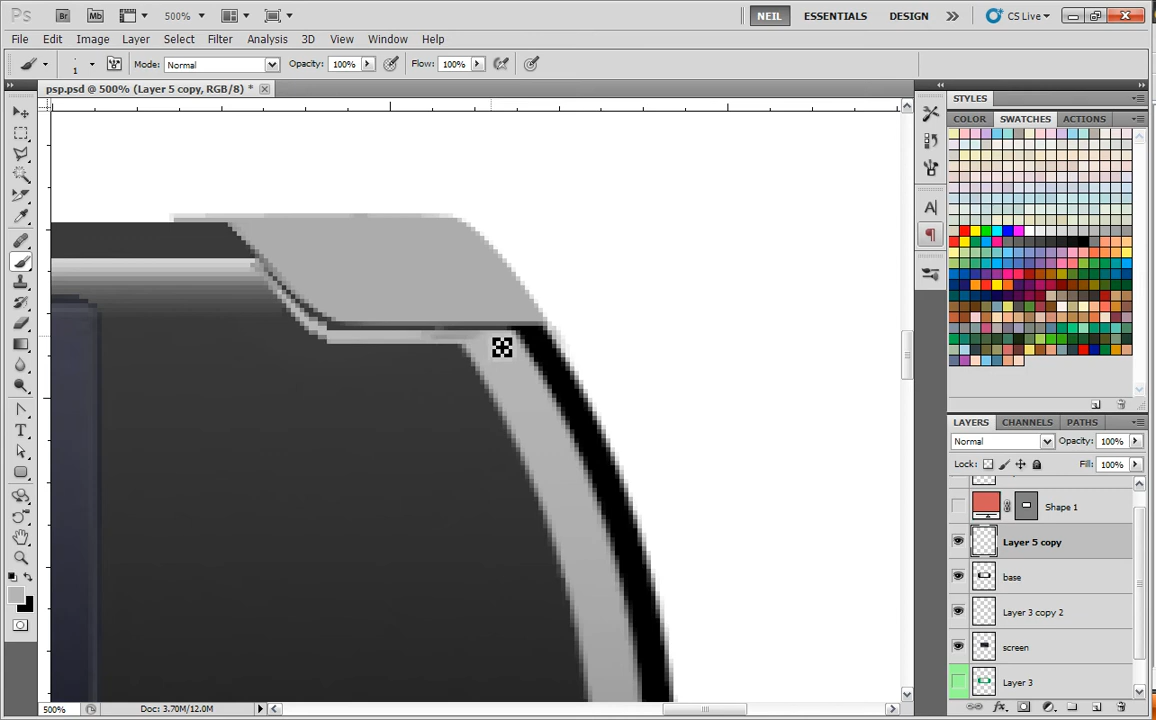 Ps Br Mb 500% NEIL ESSENTIALS DESIGN CS Live
File Edit Image Layer Select Filter Analysis 3D View Window Help
1 Mode: Normal Opacity: 100% Flow: 100%
psp.psd @ 500% (Layer 5 copy, RGB/8) *
STYLES
COLOR SWATCHES ACTIONS
LAYERS CHANNELS PATHS
Normal Opacity: 100%
Lock: Fill: 100%
Shape 1
Layer 5 copy
base
Layer 3 copy 2
screen
Layer 3
500% Doc: 3.70M/12.0M
fx